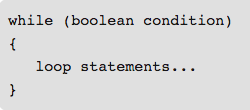 while (boolean condition)
{
   loop statements...
}